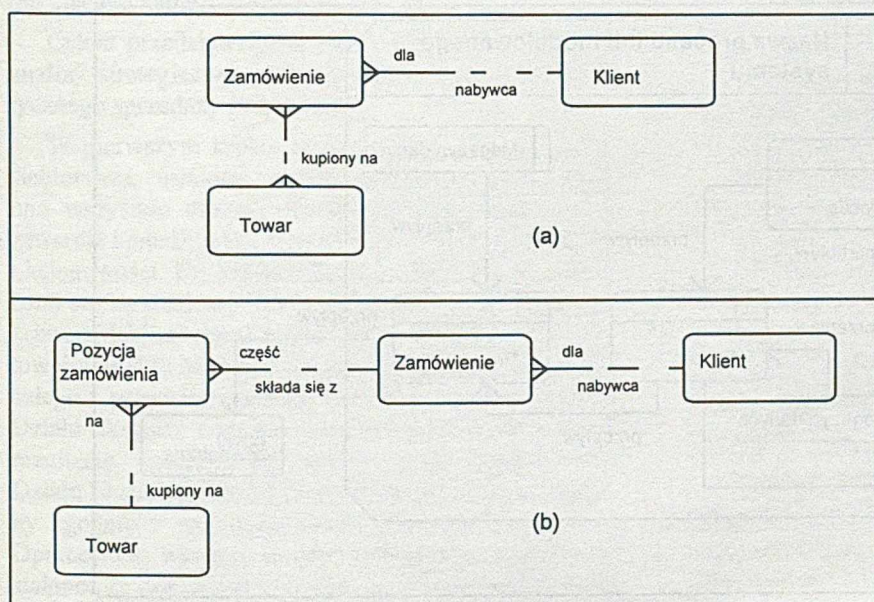 dla
Zamówienie
Klient
nabywca
kupiony na
Towar
(a)
Pozycja
zamówienia
część
składa się z
Zamówienie
dla
nabywca
Klient
na
kupiony na
Towar
(b)